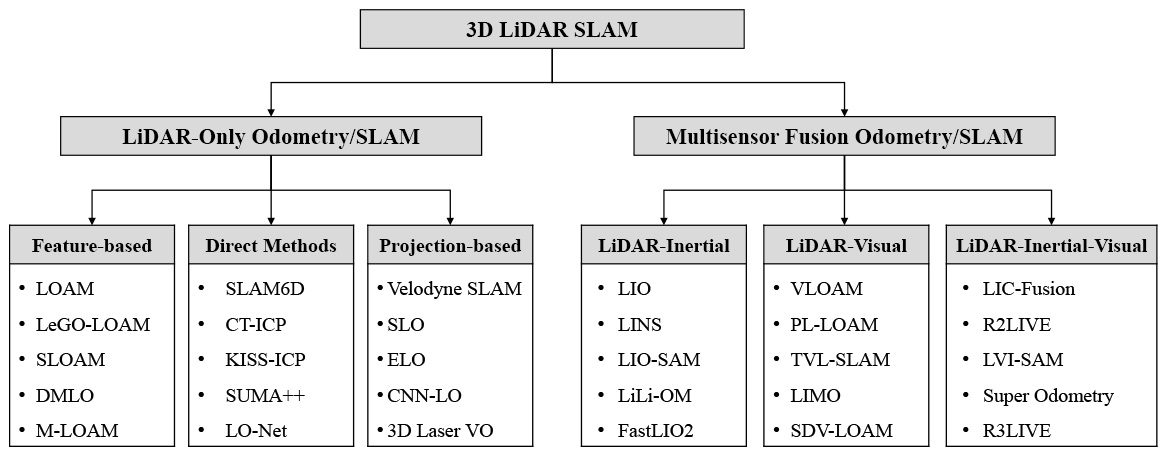 3D LiDAR SLAM
LiDAR-Only Odometry/SLAM
Multisensor Fusion Odometry/SLAM
Feature-based
• LOAM
• LeGO-LOAM
• SLOAM
• DMLO
• M-LOAM
Direct Methods
• SLAM6D
• CT-ICP
• KISS-ICP
• SUMA++
• LO-Net
Projection-based
• Velodyne SLAM
• SLO
• ELO
• CNN-LO
• 3D Laser VO
LiDAR-Inertial
• LIO
• LINS
• LIO-SAM
• LiLi-OM
• FastLIO2
LiDAR-Visual
• VLOAM
• PL-LOAM
• TVL-SLAM
• LIMO
• SDV-LOAM
LiDAR-Inertial-Visual
• LIC-Fusion
• R2LIVE
• LVI-SAM
• Super Odometry
• R3LIVE